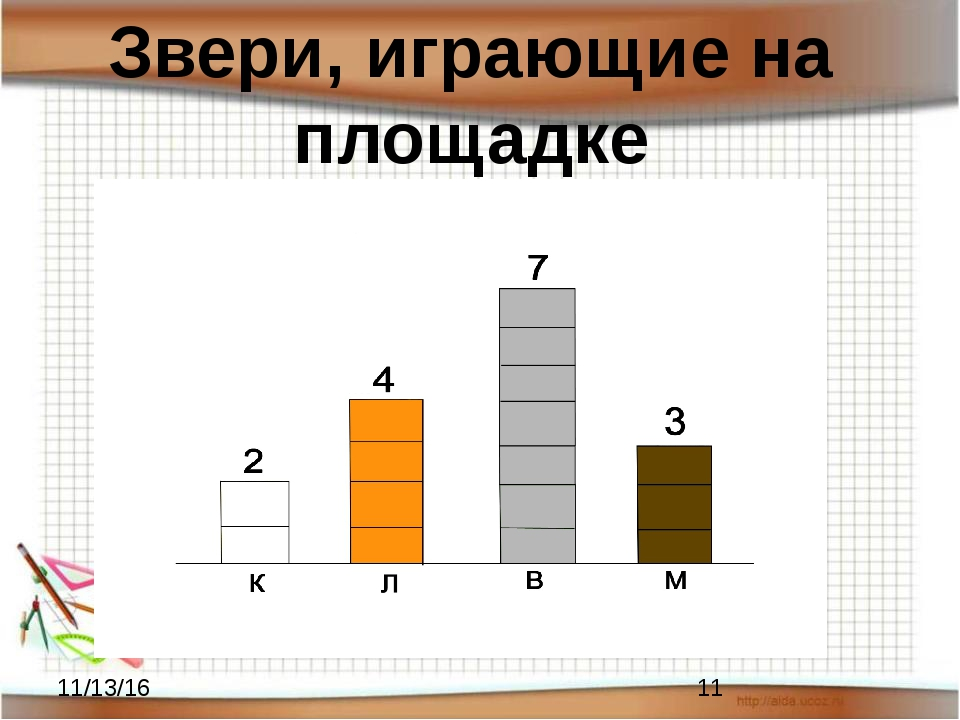 Звери, играющие на
площадке
7
4
3
2
к л в м
11/13/16 11
http://aida.ucoz.ru